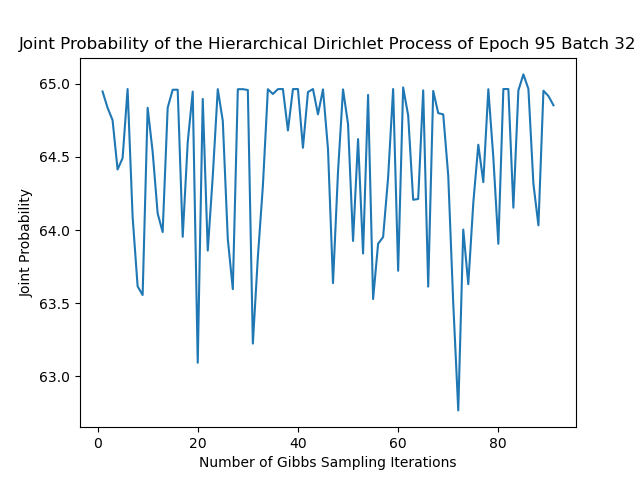 Joint Probability of the Hierarchical Dirichlet Process of Epoch 95 Batch 32
65.0
64.5
64.0
63.5
63.0
Joint Probability
0 20 40 60 80
Number of Gibbs Sampling Iterations